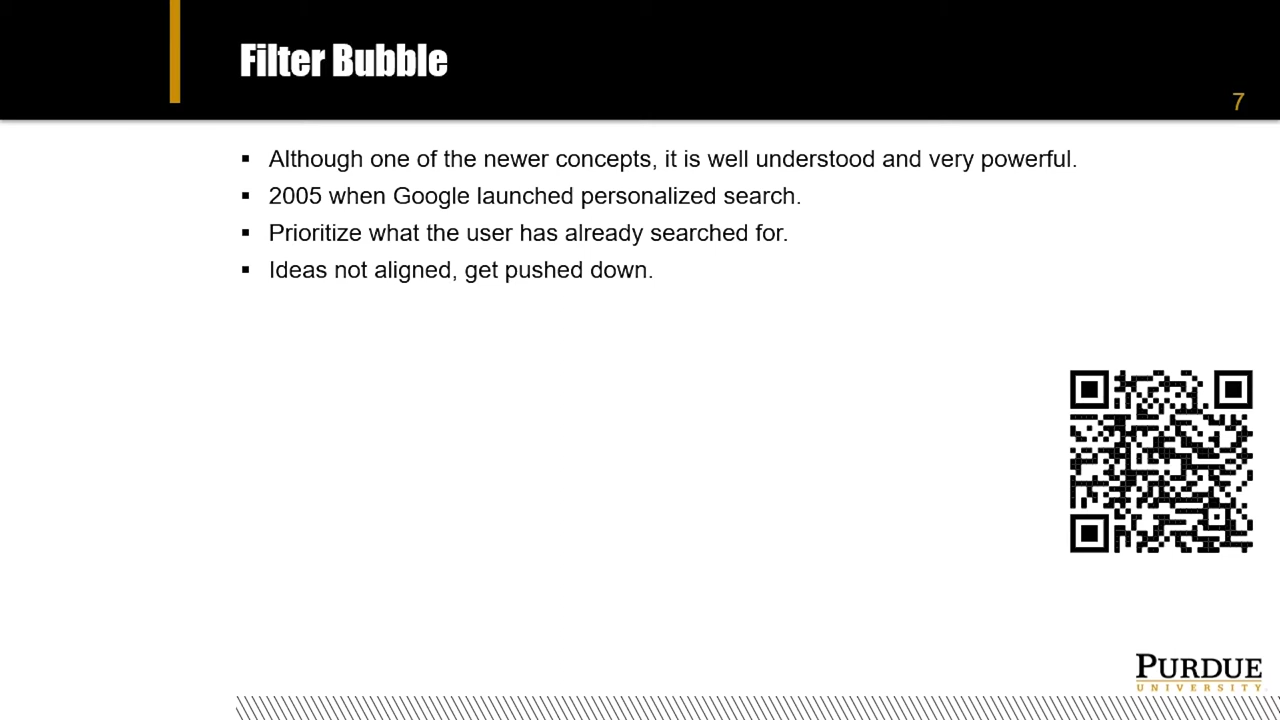 Filter Bubble
7
▪ Although one of the newer concepts, it is well understood and very powerful.
▪ 2005 when Google launched personalized search.
▪ Prioritize what the user has already searched for.
▪ Ideas not aligned, get pushed down.
PURDUE
UNIVERSITY